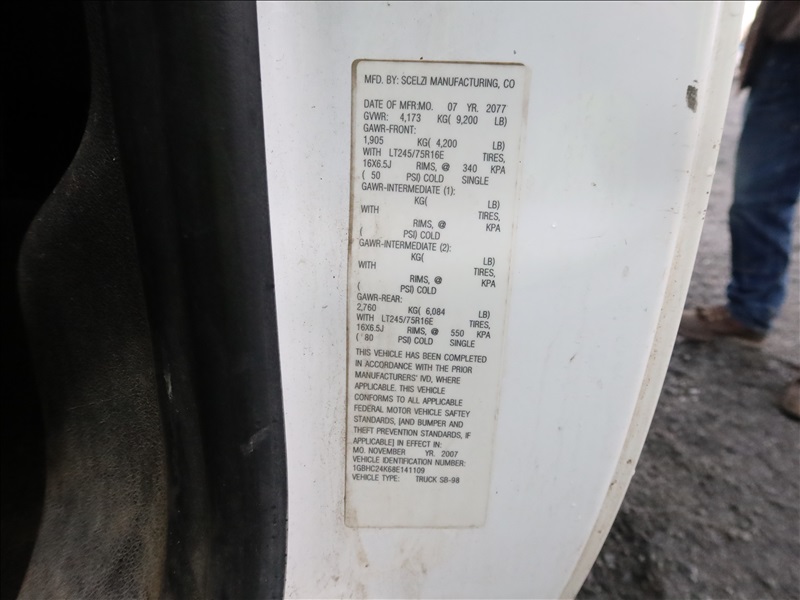 MFD. BY: SCELZI MANUFACTURING, CO
DATE OF MFR:MO. 07 YR. 2077
GVWR: 4,173 KG( 9,200 LB)
GAWR-FRONT:
1,905 KG( 4,200 LB)
WITH LT245/75R16E TIRES,
16X6.5J RIMS, @ 340 KPA
( 50 PSI) COLD SINGLE
GAWR-INTERMEDIATE (1):
KG( LB)
WITH TIRES,
RIMS, @ KPA
( PSI) COLD
GAWR-INTERMEDIATE (2):
KG( LB)
WITH TIRES,
RIMS, @ KPA
( PSI) COLD
GAWR-REAR:
2,760 KG( 6,084 LB)
WITH LT245/75R16E TIRES,
16X6.5J RIMS, @ 550 KPA
( 80 PSI) COLD SINGLE
THIS VEHICLE HAS BEEN COMPLETED
IN ACCORDANCE WITH THE PRIOR
MANUFACTURERS' IVD, WHERE
APPLICABLE. THIS VEHICLE
CONFORMS TO ALL APPLICABLE
FEDERAL MOTOR VEHICLE SAFTEY
STANDARDS, [AND BUMPER AND
THEFT PREVENTION STANDARDS, IF
APPLICABLE] IN EFFECT IN:
MO. NOVEMBER YR. 2007
VEHICLE IDENTIFICATION NUMBER:
1GBHC24K68E141109
VEHICLE TYPE: TRUCK SB-98